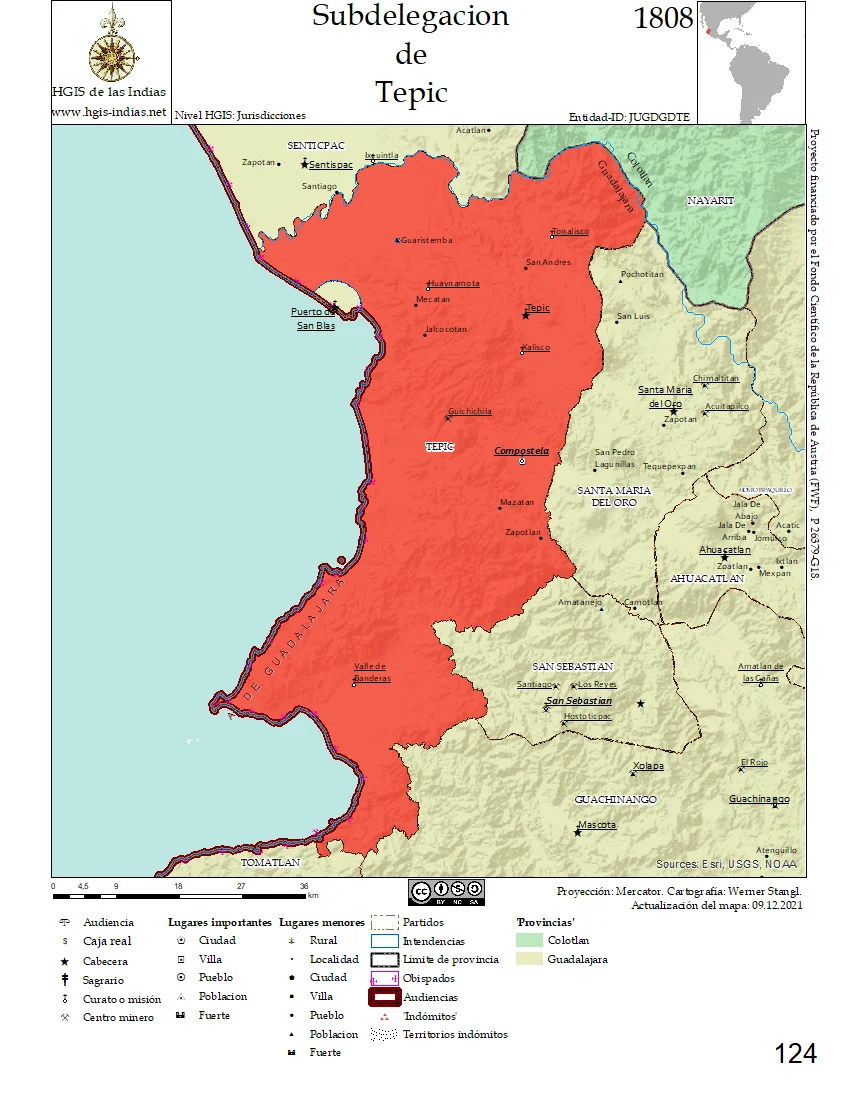 Subdelegacion
de
Tepic
1808
HGIS de las Indias
www.hgis-indias.net
Nivel HGIS: Jurisdicciones
Entidad-ID: JUGDGDTE
Proyecto financiado por el Fondo Científico de la República de Austria (FWF), P 26379-G18.
Acatlan
SENTICPAC
Ixcuintla
Zapotan
Sentispac
Santiago
Colotlan
Guadalajara
NAYARIT
Guaristemba
Tonalisco
San Andres
Pochotitan
Huaynamota
Mecatan
Puerto de
San Blas
Tepic
San Luis
Jalcocotan
Xalisco
Chimaltitan
Santa Maria
del Oro
Acuitapilco
Zapotan
Guichichila
TEPIC
Compostela
San Pedro
Lagunillas
Tequepexpan
SANTA MARIA
DEL ORO
HOSTOTIPAQUILLO
Jala De
Abajo
Jala De
Arriba
Jomulco
Acatic
Mazatan
Zapotlan
Ahuacatlan
Zoatlan
Ixtlan
Mexpan
AHUACATLAN
Amatanejo
Camotlan
A. DE GUADALAJARA
Valle de
Banderas
SAN SEBASTIAN
Santiago
Los Reyes
San Sebastian
Hostoticpac
Amatlan de
las Cañas
Xolapa
El Rojo
GUACHINANGO
Guachinango
Mascota
Atenguillo
TOMATLAN
Sources: Esri, USGS, NOAA
0 4,5 9 18 27 36
km
CC BY NC SA
Proyección: Mercator. Cartografía: Werner Stangl.
Actualización del mapa: 09.12.2021
Audiencia
Caja real
Cabecera
Sagrario
Curato o misión
Centro minero
Lugares importantes
Ciudad
Villa
Pueblo
Poblacion
Fuerte
Lugares menores
Rural
Localidad
Ciudad
Villa
Pueblo
Poblacion
Fuerte
Partidos
Intendencias
Límite de provincia
Obispados
Audiencias
'Indómitos'
Territorios indómitos
'Provincias'
Colotlan
Guadalajara
124